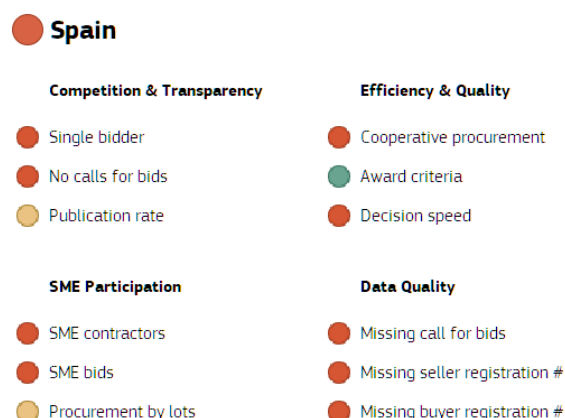 Spain
Competition & Transparency
Single bidder
No calls for bids
Publication rate
Efficiency & Quality
Cooperative procurement
Award criteria
Decision speed
SME Participation
SME contractors
SME bids
Procurement by lots
Data Quality
Missing call for bids
Missing seller registration #
Missing buyer registration #